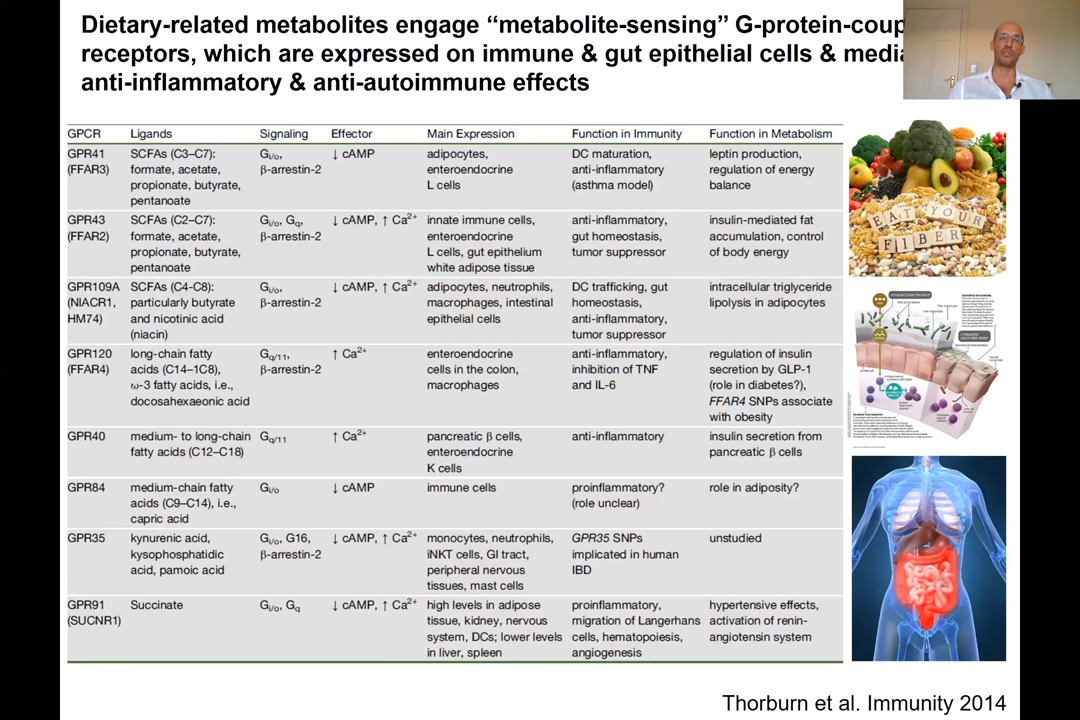 Dietary-related metabolites engage “metabolite-sensing” G-protein-coup
receptors, which are expressed on immune & gut epithelial cells & media
anti-inflammatory & anti-autoimmune effects
GPCR Ligands Signaling Effector Main Expression Function in Immunity Function in Metabolism
GPR41 SCFAs (C3–C7): Gi/o, ↓ cAMP adipocytes, DC maturation, leptin production,
(FFAR3) formate, acetate, β-arrestin-2 enteroendocrine anti-inflammatory regulation of energy
propionate, butyrate, L cells (asthma model) balance
pentanoate
GPR43 SCFAs (C2–C7): Gi/o, Gq, ↓ cAMP, ↑ Ca2+ innate immune cells, anti-inflammatory, insulin-mediated fat
(FFAR2) formate, acetate, β-arrestin-2 enteroendocrine gut homeostasis, accumulation, control
propionate, butyrate, L cells, gut epithelium tumor suppressor of body energy
pentanoate white adipose tissue
GPR109A SCFAs (C4-C8): Gi/o, ↓ cAMP, ↑ Ca2+ adipocytes, neutrophils, DC trafficking, gut intracellular triglyceride
(NIACR1, particularly butyrate β-arrestin-2 macrophages, intestinal homeostasis, lipolysis in adipocytes
HM74) and nicotinic acid epithelial cells anti-inflammatory,
(niacin) tumor suppressor
GPR120 long-chain fatty Gq/11, ↑ Ca2+ enteroendocrine anti-inflammatory, regulation of insulin
(FFAR4) acids (C14–1C8), β-arrestin-2 cells in the colon, inhibition of TNF secretion by GLP-1
ω-3 fatty acids, i.e., macrophages and IL-6 (role in diabetes?),
docosahaexaeonic acid FFAR4 SNPs associate
with obesity
GPR40 medium- to long-chain Gq/11 ↑ Ca2+ pancreatic β cells, anti-inflammatory insulin secretion from
fatty acids (C12–C18) enteroendocrine pancreatic β cells
K cells
GPR84 medium-chain fatty Gi/o ↓ cAMP immune cells proinflammatory? role in adiposity?
acids (C9–C14), i.e., (role unclear)
capric acid
GPR35 kynurenic acid, Gi/o, G16, ↓ cAMP, ↑ Ca2+ monocytes, neutrophils, GPR35 SNPs unstudied
kysophosphatidic β-arrestin-2 iNKT cells, GI tract, implicated in human
acid, pamoic acid peripheral nervous IBD
tissues, mast cells
GPR91 Succinate Gi/o, Gq ↓ cAMP, ↑ Ca2+ high levels in adipose proinflammatory, hypertensive effects,
(SUCNR1) tissue, kidney, nervous migration of Langerhans activation of renin-
system, DCs; lower levels cells, hematopoiesis, angiotensin system
in liver, spleen angiogenesis
EAT YOUR
FIBER
Thorburn et al. Immunity 2014